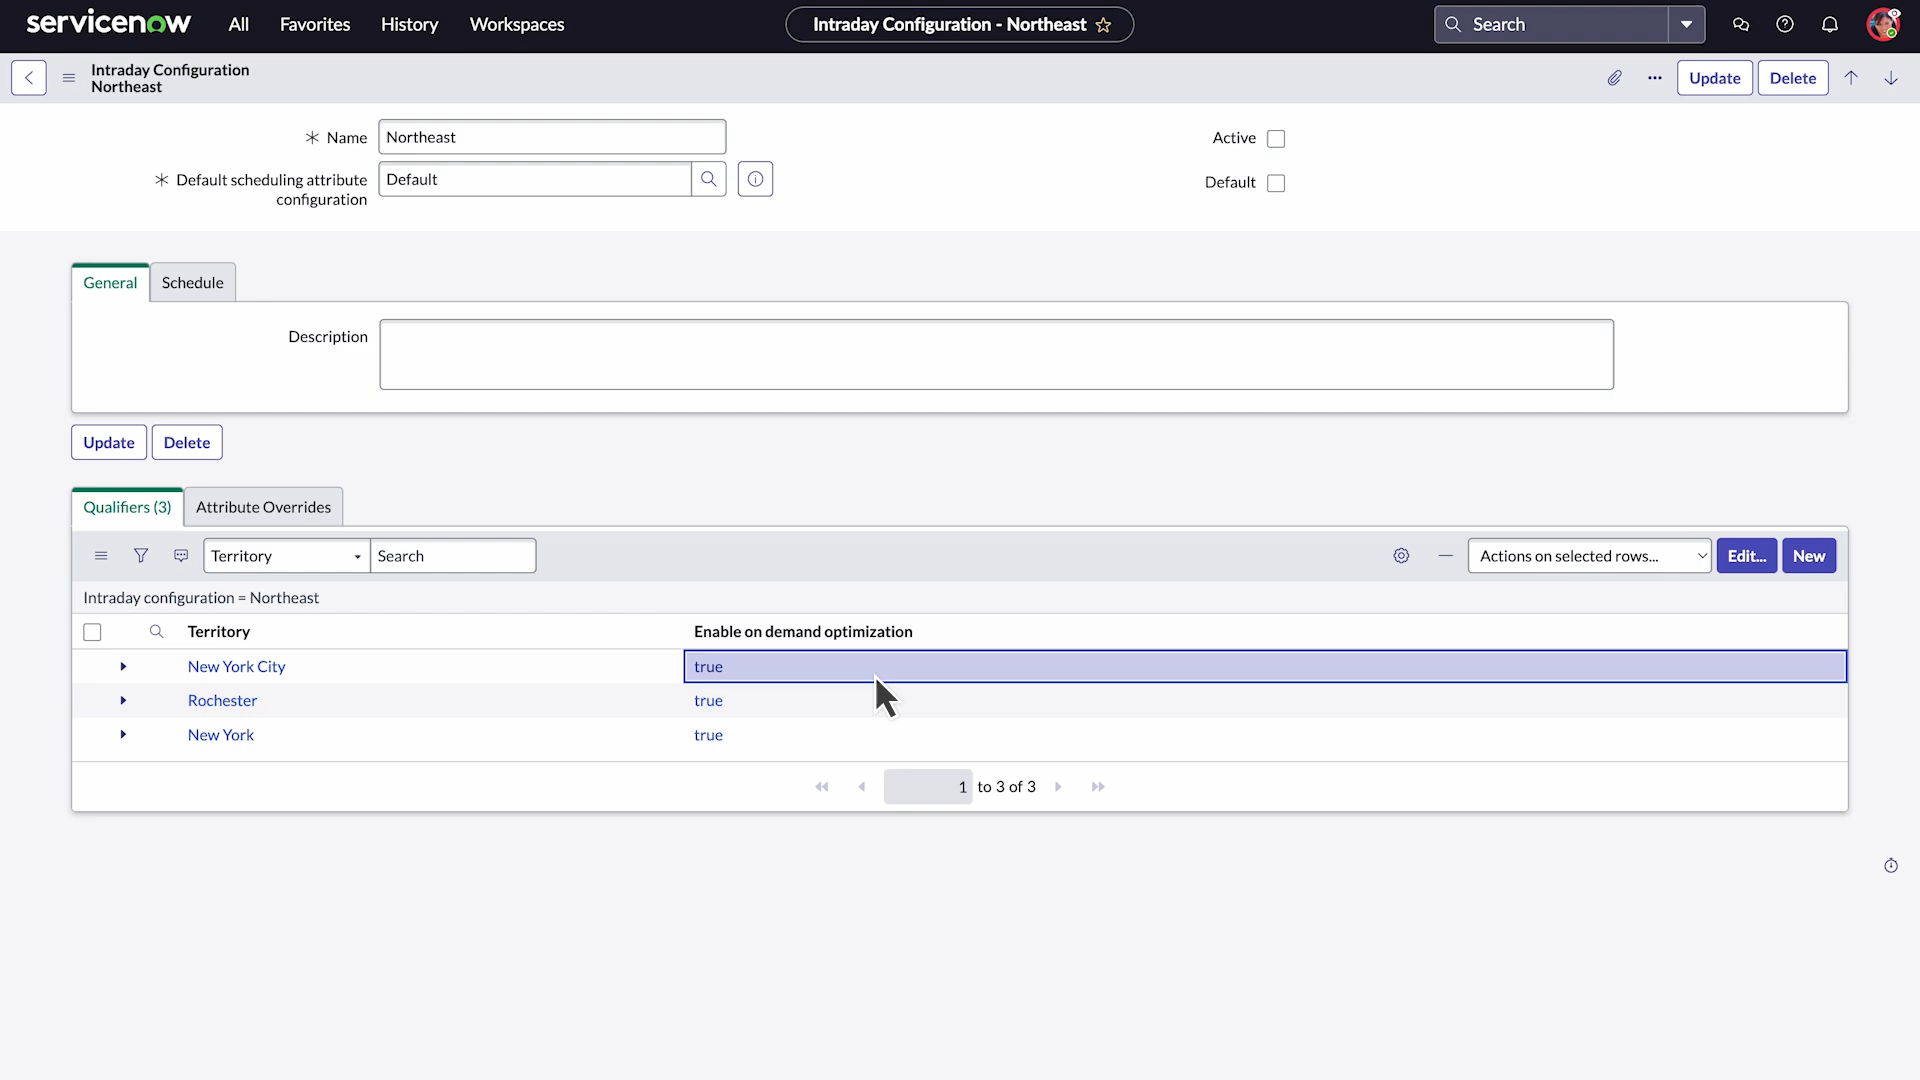 servicenow All Favorites History Workspaces Intraday Configuration - Northeast Search
Intraday Configuration
Northeast
Update Delete
Name Northeast Active
Default scheduling attribute Default Default
configuration
General Schedule
Description
Update Delete
Qualifiers (3) Attribute Overrides
Territory Search Actions on selected rows... Edit... New
Intraday configuration = Northeast
Territory Enable on demand optimization
New York City true
Rochester true
New York true
1 to 3 of 3